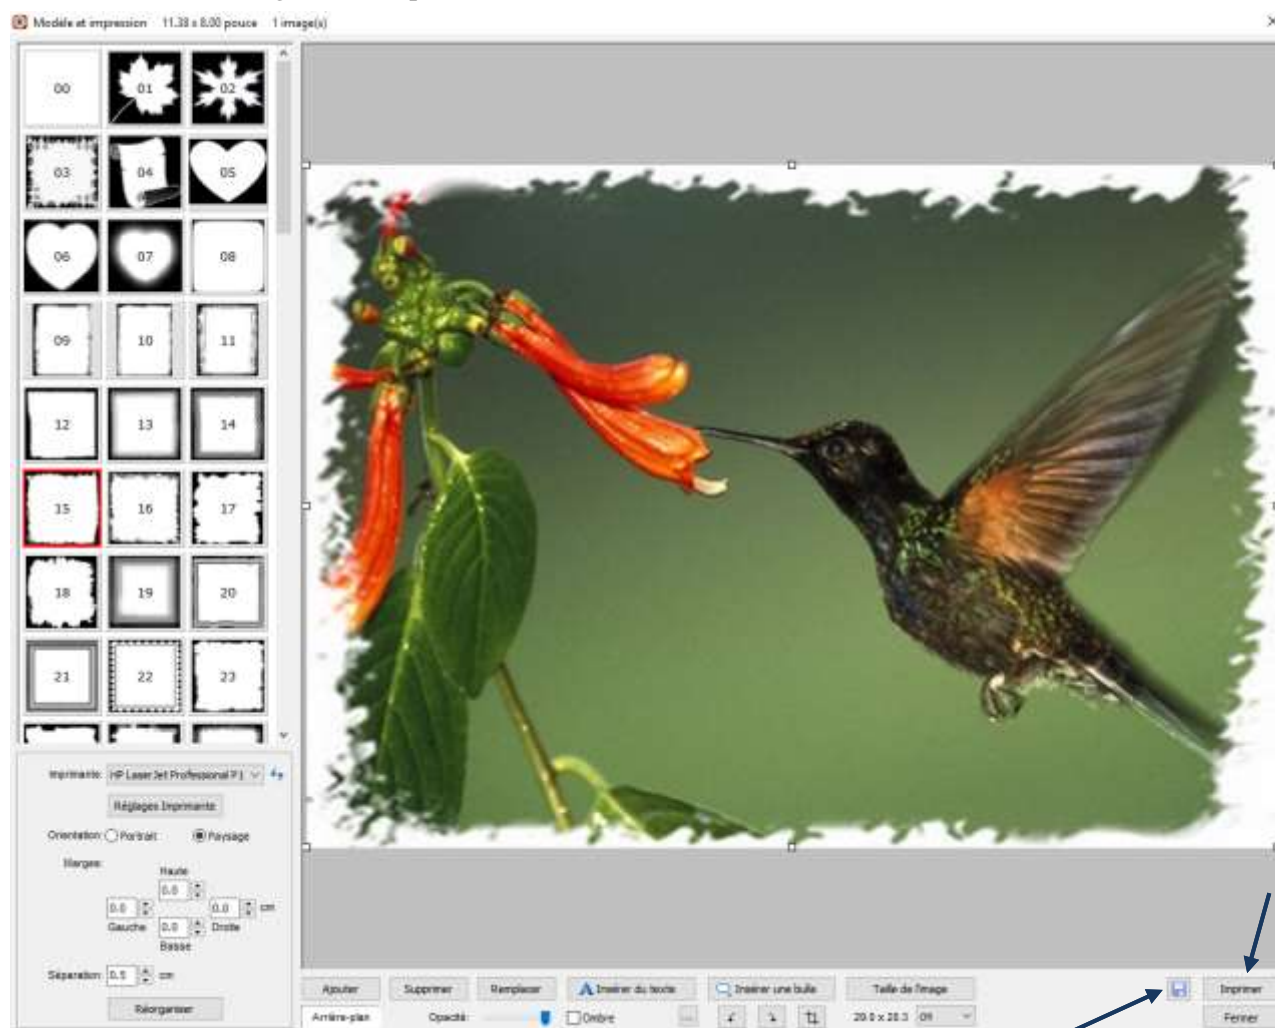 Modèle et impression 11.38 x 8.00 pouce 1 image(s)
00 01 02
03 04 05
06 07 08
09 10 11
12 13 14
15 16 17
18 19 20
21 22 23
Imprimante: HP LaserJet Professional P1
Réglages Imprimante
Orientation: Portrait Paysage
Marges:
Haute
0.0
0.0 0.0 cm
Gauche 0.0 Droite
Basse
Séparation: 0.5 cm
Réorganiser
Ajouter Supprimer Remplacer A Insérer du texte Insérer une bulle Taille de l'image Imprimer
Arrière-plan Opacité: Ombre ... 29.0 x 20.3 cm Fermer